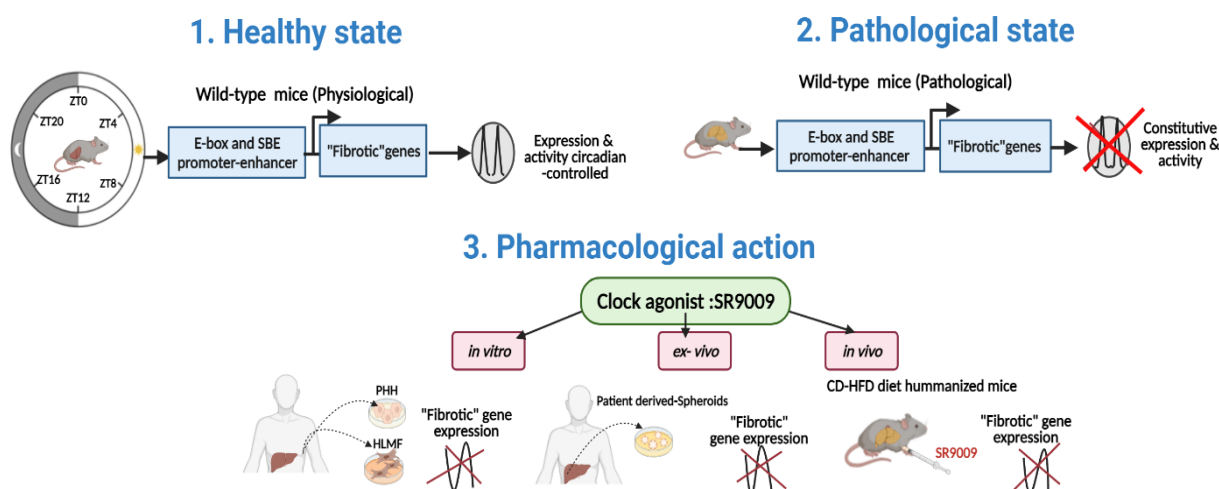 1. Healthy state
Wild-type mice (Physiological)
ZT0
ZT4
ZT8
ZT12
ZT16
ZT20
E-box and SBE
promoter-enhancer
"Fibrotic"genes
Expression &
activity circadian
-controlled
2. Pathological state
Wild-type mice (Pathological)
E-box and SBE
promoter-enhancer
"Fibrotic"genes
Constitutive
expression &
activity
3. Pharmacological action
Clock agonist :SR9009
in vitro
ex- vivo
in vivo
PHH
HLMF
"Fibrotic" gene
expression
Patient derived-Spheroids
"Fibrotic"
gene expression
CD-HFD diet hummanized mice
SR9009
"Fibrotic" gene
expression